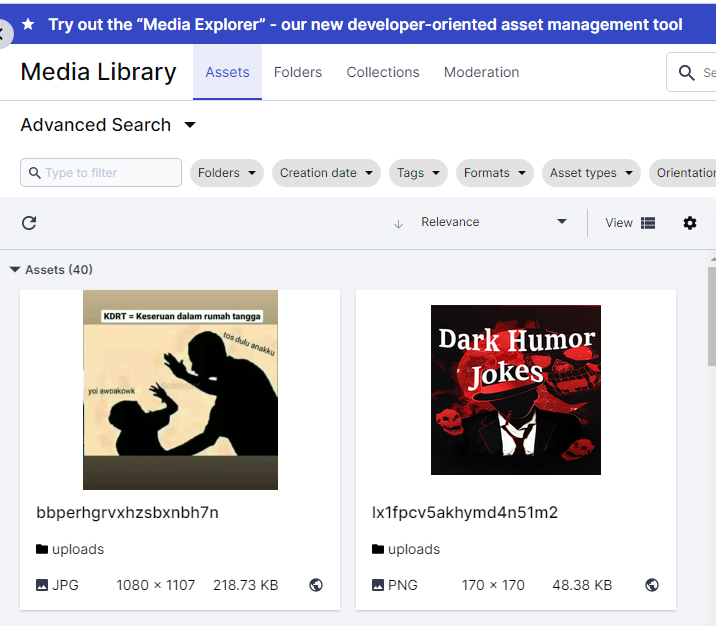 Try out the “Media Explorer” - our new developer-oriented asset management tool
Media Library
Assets
Folders
Collections
Moderation
Advanced Search
Type to filter
Folders
Creation date
Tags
Formats
Asset types
Relevance
View
Assets (40)
KDRT = Keseruan dalam rumah tangga
tos dulu anakku
yoi awoakowk
Dark Humor
Jokes
bbperhgrvxhzsbxnbh7n
lx1fpcv5akhymd4n51m2
uploads
uploads
JPG 1080 × 1107 218.73 KB
PNG 170 × 170 48.38 KB